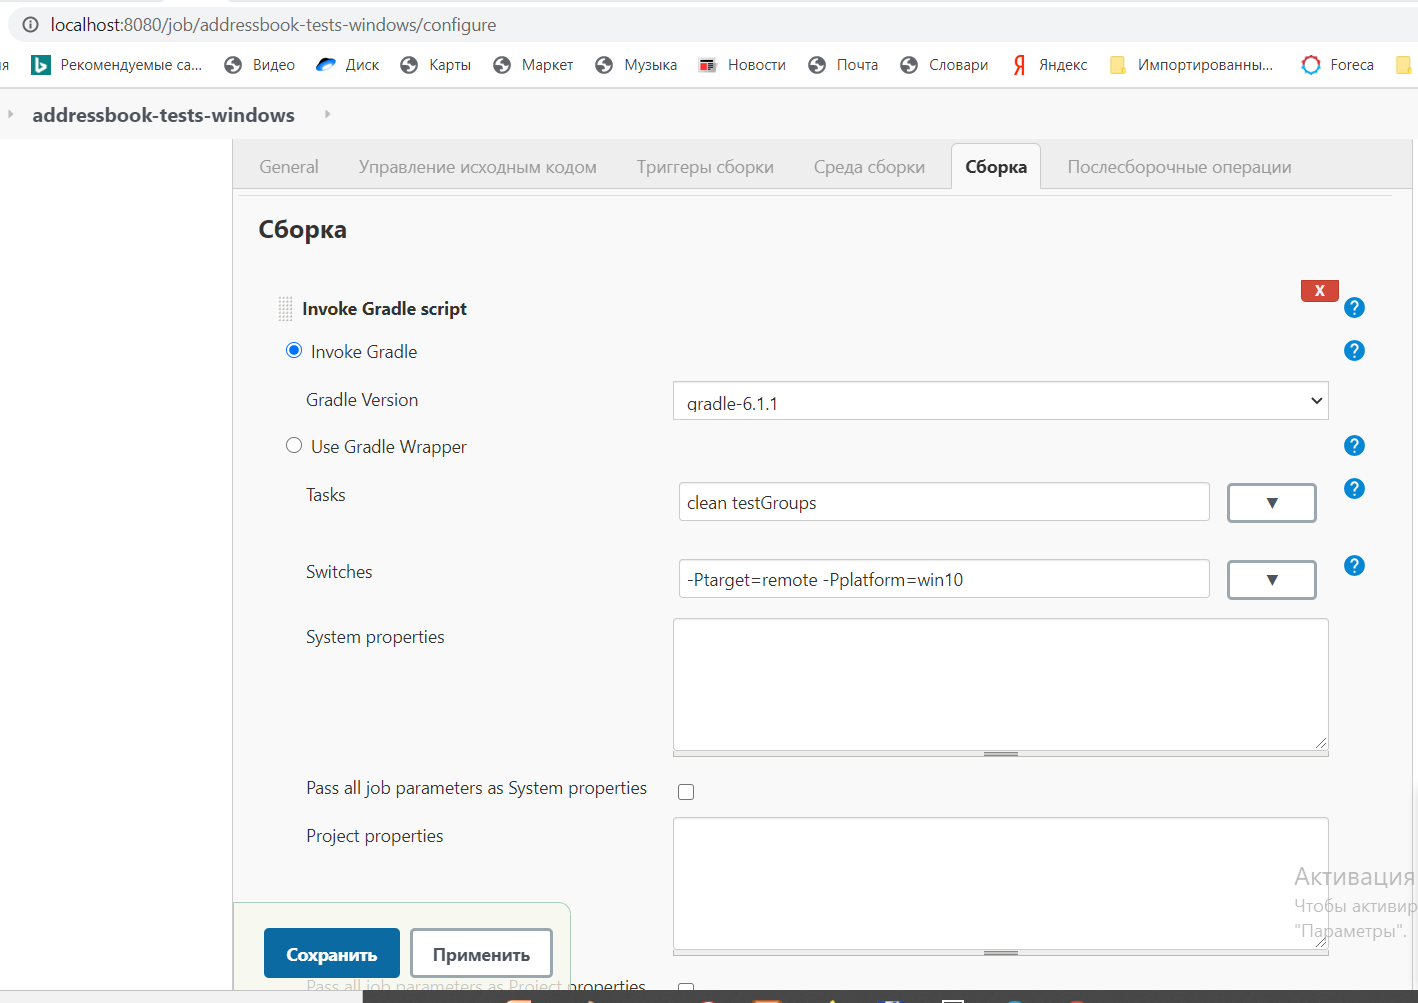 localhost:8080/job/addressbook-tests-windows/configure
я Рекомендуемые са... Видео Диск Карты Маркет Музыка Новости Почта Словари Яндекс Импортированны... Foreca
addressbook-tests-windows
General Управление исходным кодом Триггеры сборки Среда сборки Сборка Послесборочные операции
Сборка
Invoke Gradle script
X
?
Invoke Gradle
?
Gradle Version
gradle-6.1.1
Use Gradle Wrapper
?
Tasks
clean testGroups
?
Switches
-Ptarget=remote -Pplatform=win10
?
System properties
Pass all job parameters as System properties
Project properties
Активация
Чтобы активир
"Параметры".
Сохранить Применить
Pass all job parameters as Project properties